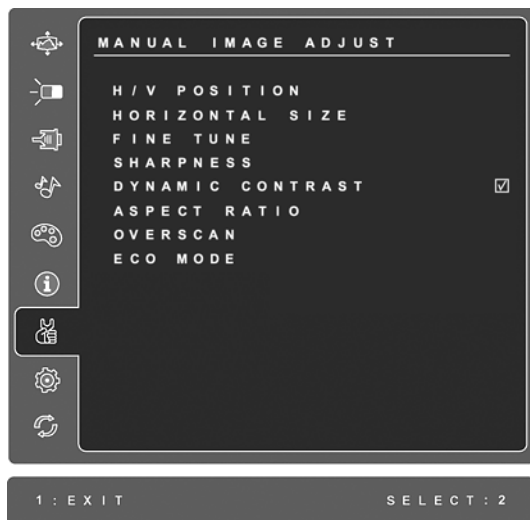 MANUAL IMAGE ADJUST
H/V POSITION
HORIZONTAL SIZE
FINE TUNE
SHARPNESS
DYNAMIC CONTRAST ☑
ASPECT RATIO
OVERSCAN
ECO MODE
1:EXIT SELECT:2